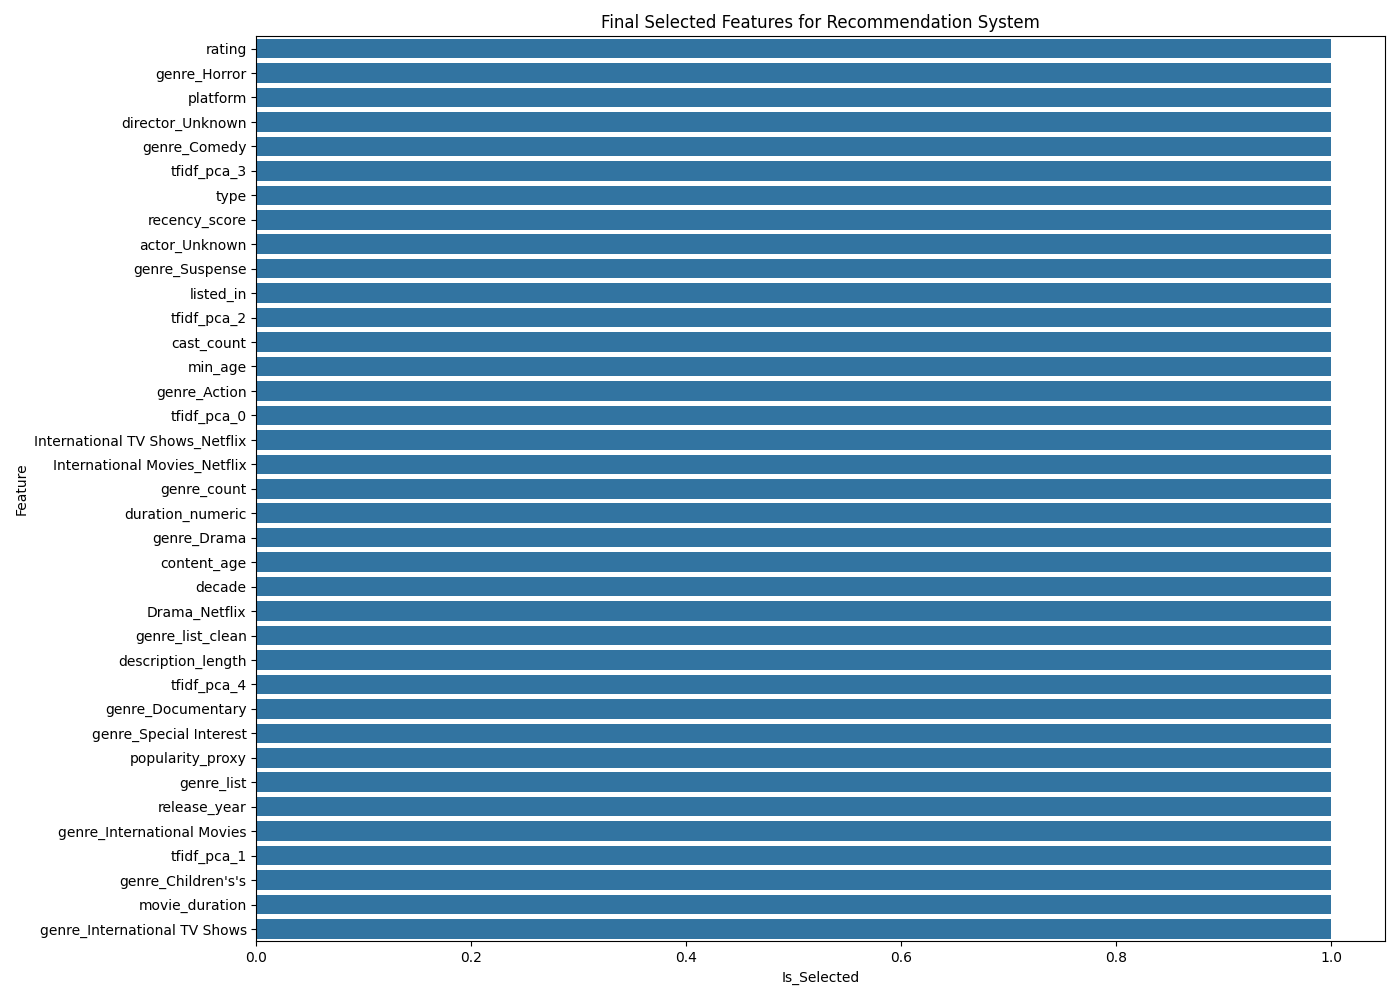 Final Selected Features for Recommendation System
rating
genre_Horror
platform
director_Unknown
genre_Comedy
tfidf_pca_3
type
recency_score
actor_Unknown
genre_Suspense
listed_in
tfidf_pca_2
cast_count
min_age
genre_Action
tfidf_pca_0
International TV Shows_Netflix
International Movies_Netflix
genre_count
duration_numeric
genre_Drama
content_age
decade
Drama_Netflix
genre_list_clean
description_length
tfidf_pca_4
genre_Documentary
genre_Special Interest
popularity_proxy
genre_list
release_year
genre_International Movies
tfidf_pca_1
genre_Children's's
movie_duration
genre_International TV Shows
Feature
0.0 0.2 0.4 0.6 0.8 1.0
Is_Selected